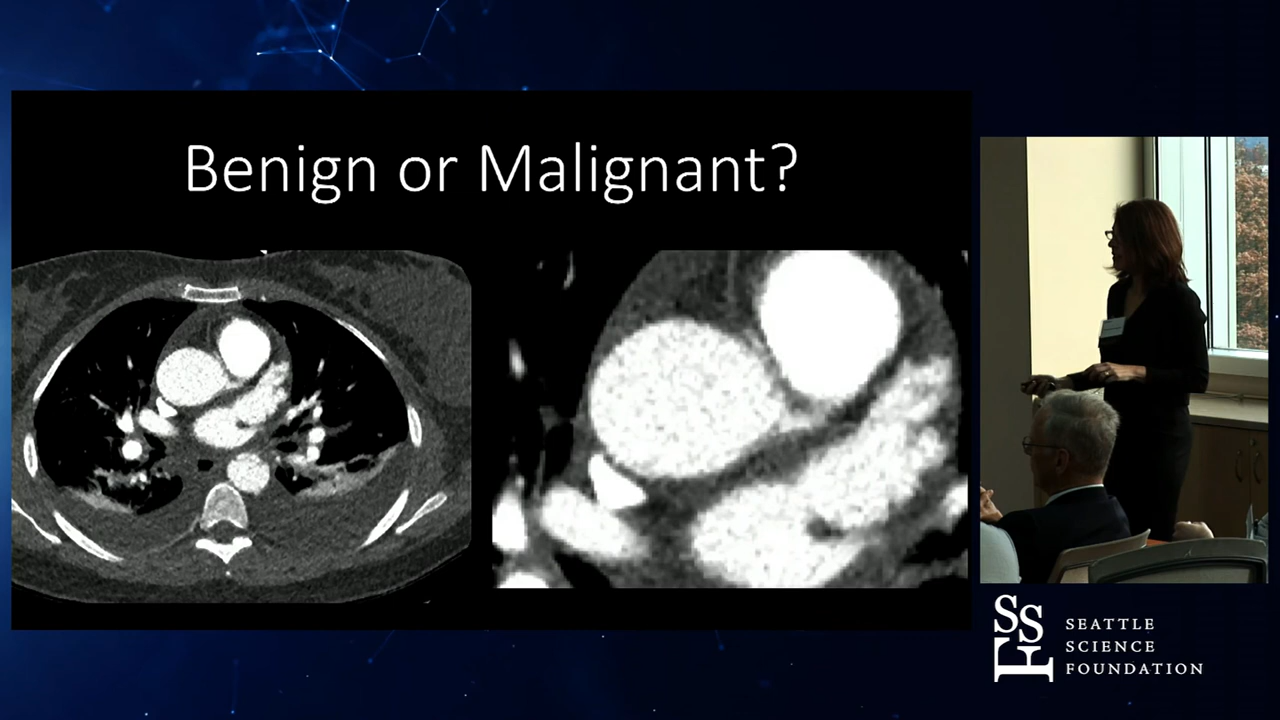 Benign or Malignant?
SSF
SEATTLE
SCIENCE
FOUNDATION